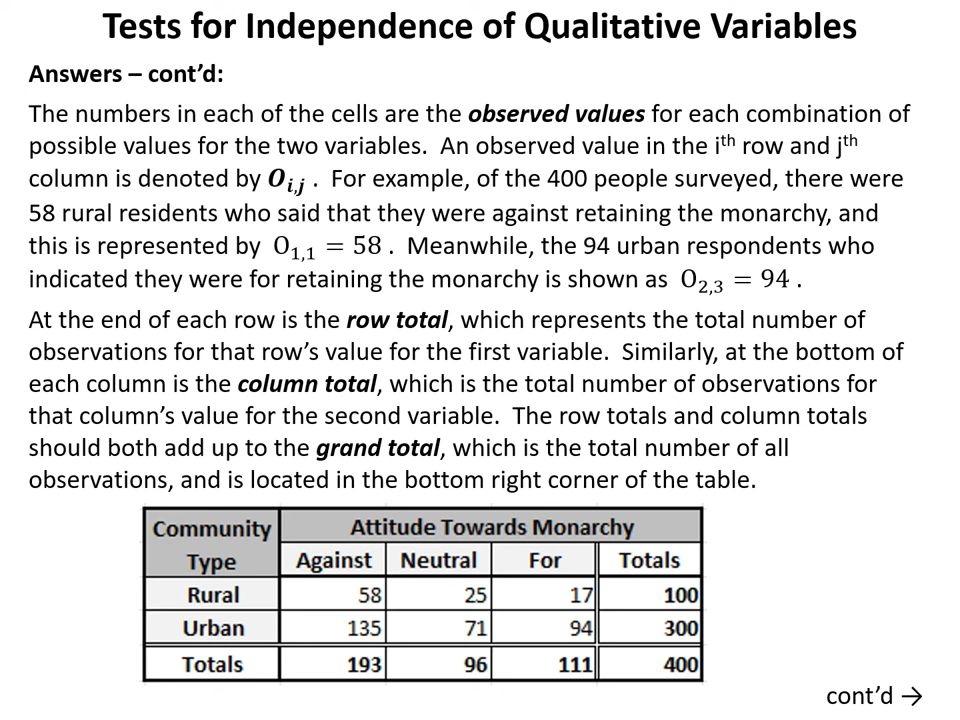 Tests for Independence of Qualitative Variables
Answers – cont’d:
The numbers in each of the cells are the observed values for each combination of
possible values for the two variables.  An observed value in the iᵗʰ row and jᵗʰ
column is denoted by Oᵢ,ⱼ .  For example, of the 400 people surveyed, there were
58 rural residents who said that they were against retaining the monarchy, and
this is represented by O₁,₁ = 58 .  Meanwhile, the 94 urban respondents who
indicated they were for retaining the monarchy is shown as O₂,₃ = 94 .
At the end of each row is the row total, which represents the total number of
observations for that row’s value for the first variable.  Similarly, at the bottom of
each column is the column total, which is the total number of observations for
that column’s value for the second variable.  The row totals and column totals
should both add up to the grand total, which is the total number of all
observations, and is located in the bottom right corner of the table.
Community Type Attitude Towards Monarchy
Against Neutral For Totals
Rural 58 25 17 100
Urban 135 71 94 300
Totals 193 96 111 400
cont’d →